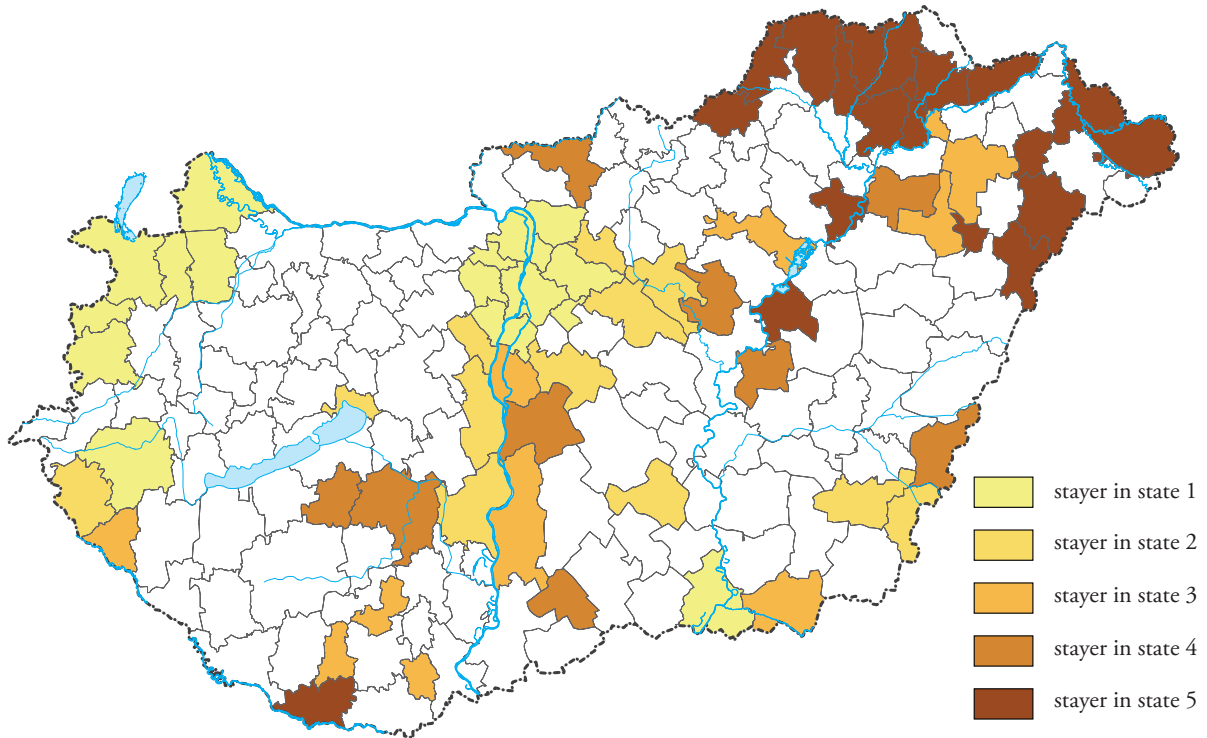 stayer in state 1
stayer in state 2
stayer in state 3
stayer in state 4
stayer in state 5